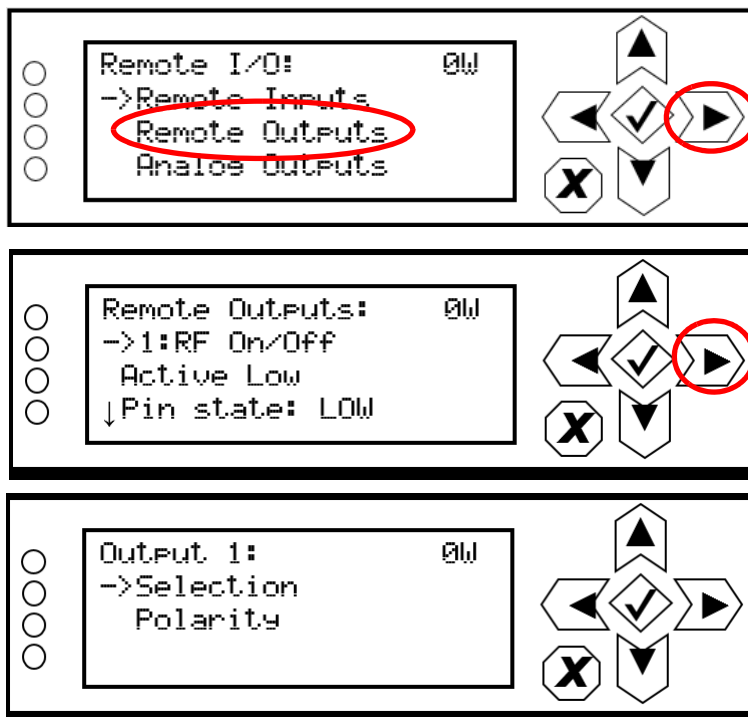 Remote I/O: 0W
->Remote Inputs
Remote Outputs
Analog Outputs
X
Remote Outputs: 0W
->1:RF On/Off
Active Low
↓Pin state: LOW
X
Output 1: 0W
->Selection
Polarity
X